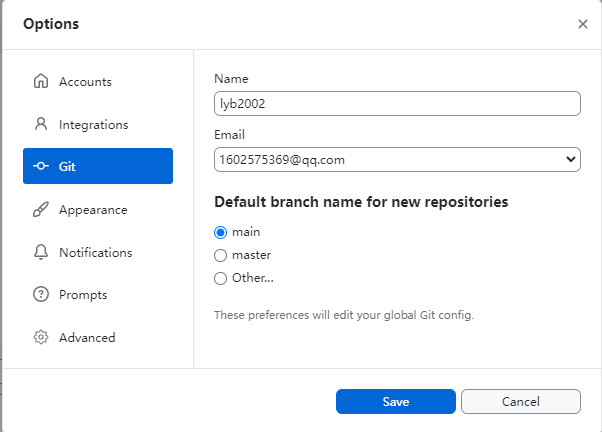 Options
Accounts
Integrations
Git
Appearance
Notifications
Prompts
Advanced
Name
lyb2002
Email
1602575369@qq.com
Default branch name for new repositories
main
master
Other...
These preferences will edit your global Git config.
Save
Cancel